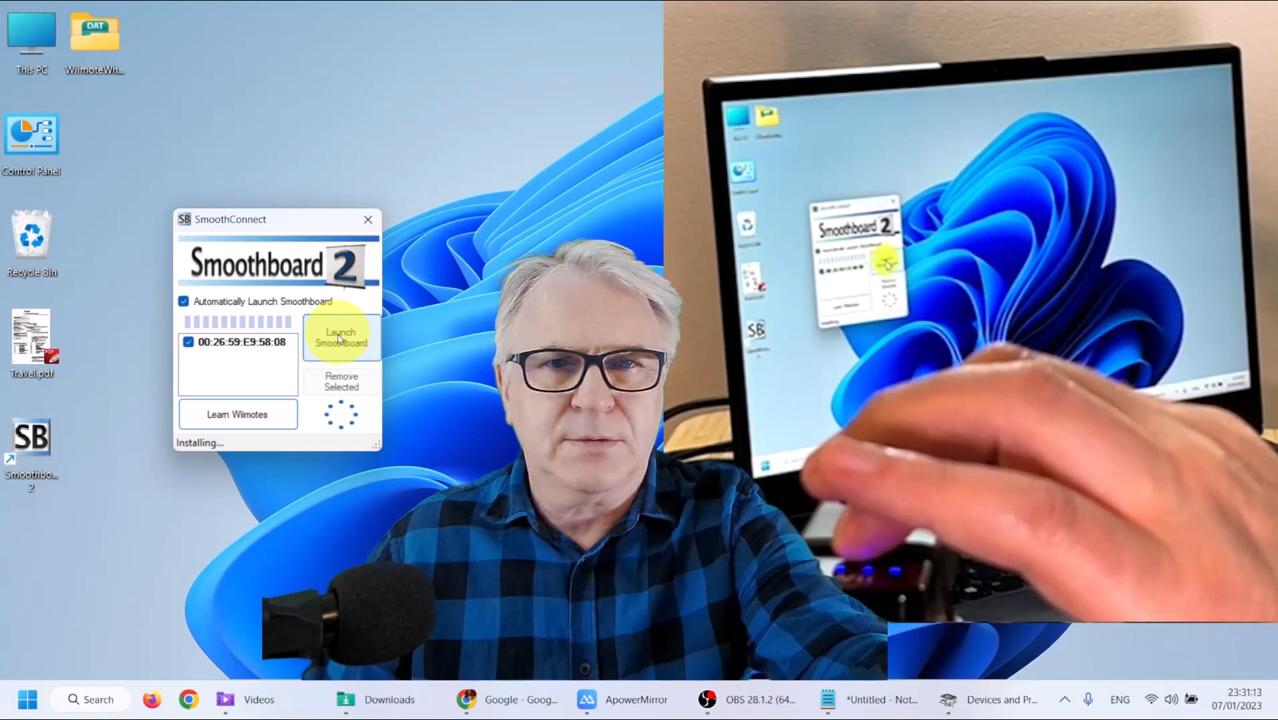 This PC
DAT
WiimoteWh...
Control Panel
Recycle Bin
Travel.pdf
SB
Smoothbo...
2
SB SmoothConnect
Smoothboard 2
Automatically Launch Smoothboard
00:26:59:E9:58:08
Launch
Smoothboard
Remove
Selected
Learn Wiimotes
Installing...
Smoothboard 2
SB
Search
Videos
Downloads
Google - Goog...
ApowerMirror
OBS 28.1.2 (64...
*Untitled - Not...
Devices and Pr...
ENG
23:31:13
07/01/2023